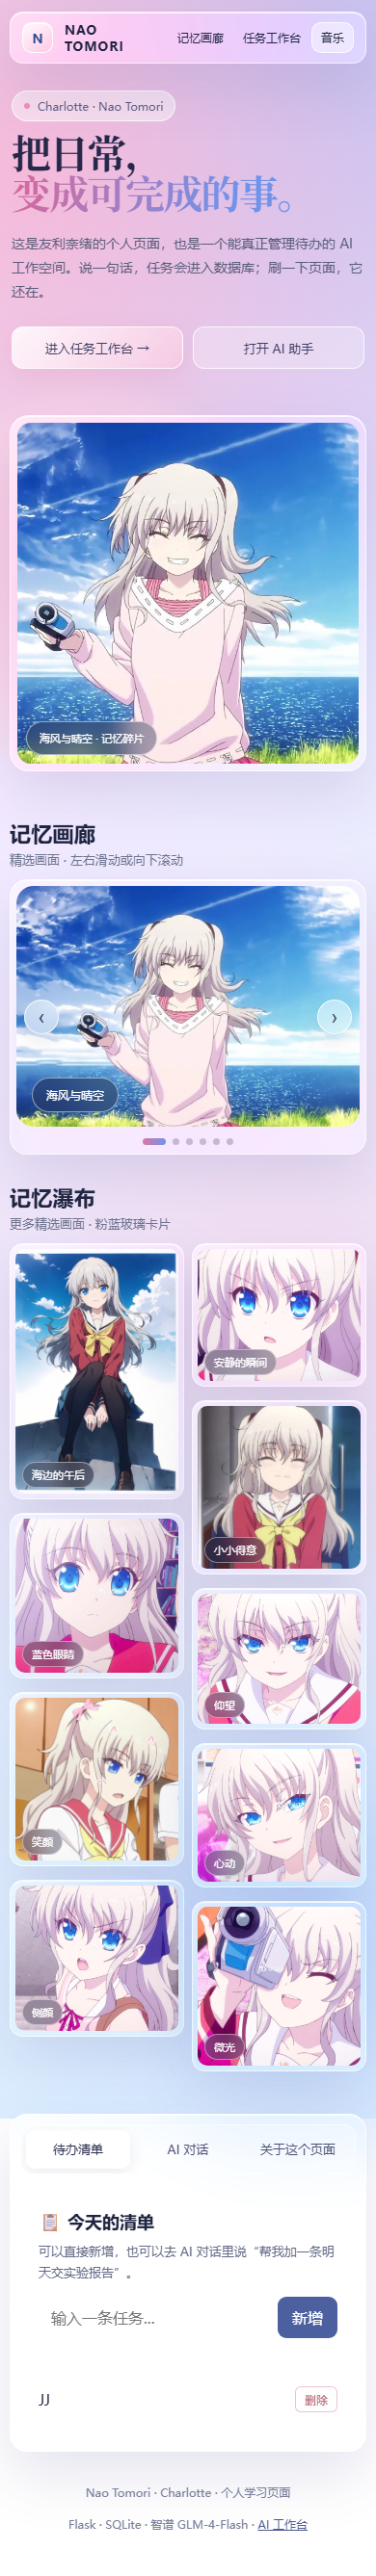 N
NAO
TOMORI
记忆画廊
任务工作台
音乐
Charlotte · Nao Tomori
把日常,
变成可完成的事。
这是友利奈绪的个人页面，也是一个能真正管理待办的 AI
工作空间。说一句话，任务会进入数据库；刷一下页面，它
还在。
进入任务工作台 →
打开 AI 助手
海风与晴空 · 记忆碎片
记忆画廊
精选画面 · 左右滑动或向下滚动
‹
›
海风与晴空
记忆瀑布
更多精选画面 · 粉蓝玻璃卡片
海边的午后
安静的瞬间
小小得意
蓝色眼睛
仰望
笑颜
心动
侧颜
微光
待办清单
AI 对话
关于这个页面
📋 今天的清单
可以直接新增，也可以去 AI 对话里说“帮我加一条明
天交实验报告”。
输入一条任务...
新增
JJ
删除
Nao Tomori · Charlotte · 个人学习页面
Flask · SQLite · 智谱 GLM-4-Flash · AI 工作台